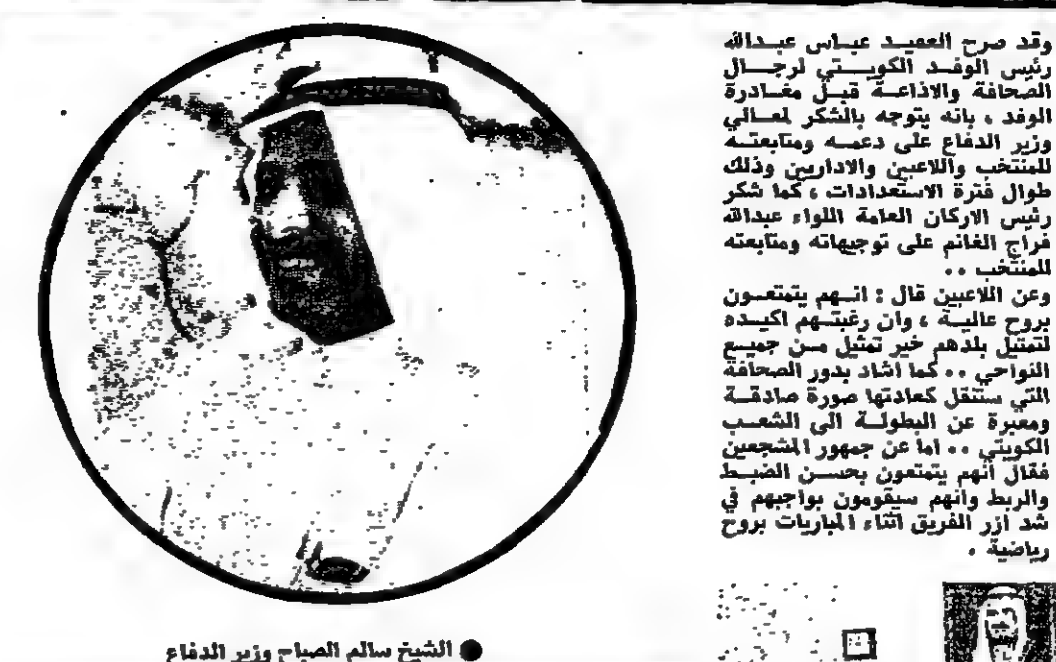 وقد صرح العميد عباس عبدالله
رئيس الوفد الكويتي لرجال
الصحافة والاذاعة قبل مغادرة
الوفد ، بانه يتوجه بالشكر لمعالي
وزير الدفاع على دعمه ومتابعته
للمنتخب واللاعبين والاداريين وذلك
طوال فترة الاستعدادات ، كما شكر
رئيس الاركان العامة اللواء عبدالله
فراج الغانم على توجيهاته ومتابعته
للمنتخب ..
وعن اللاعبين قال : انهم يتمتعون
بروح عالية ، وان رغبتهم اكيده
لتمثيل بلدهم خير تمثيل من جميع
النواحي .. كما اشاد بدور الصحافة
التي ستنقل كعادتها صورة صادقة
ومعبرة عن البطولة الى الشعب
الكويتي .. اما عن جمهور المشجعين
فقال أنهم يتمتعون بحسن الضبط
والربط وانهم سيقومون بواجبهم في
شد ازر الفريق اثناء المباريات بروح
رياضية .
● الشيخ سالم الصباح وزير الدفاع